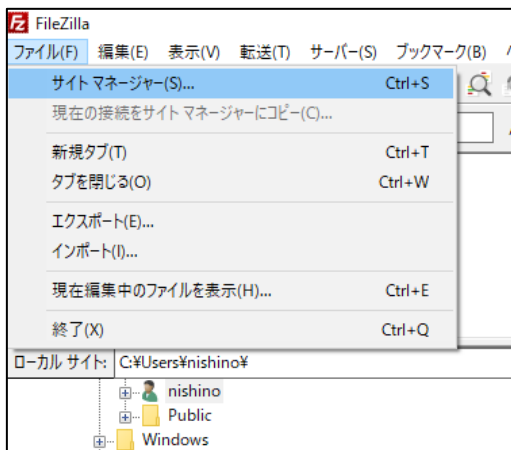 FileZilla
ファイル(F) 編集(E) 表示(V) 転送(T) サーバー(S) ブックマーク(B)
サイト マネージャー(S)... Ctrl+S
現在の接続をサイト マネージャーにコピー(C)...
新規タブ(T) Ctrl+T
タブを閉じる(O) Ctrl+W
エクスポート(E)...
インポート(I)...
現在編集中のファイルを表示(H)... Ctrl+E
終了(X) Ctrl+Q
ローカル サイト: C:¥Users¥nishino¥
nishino
Public
Windows